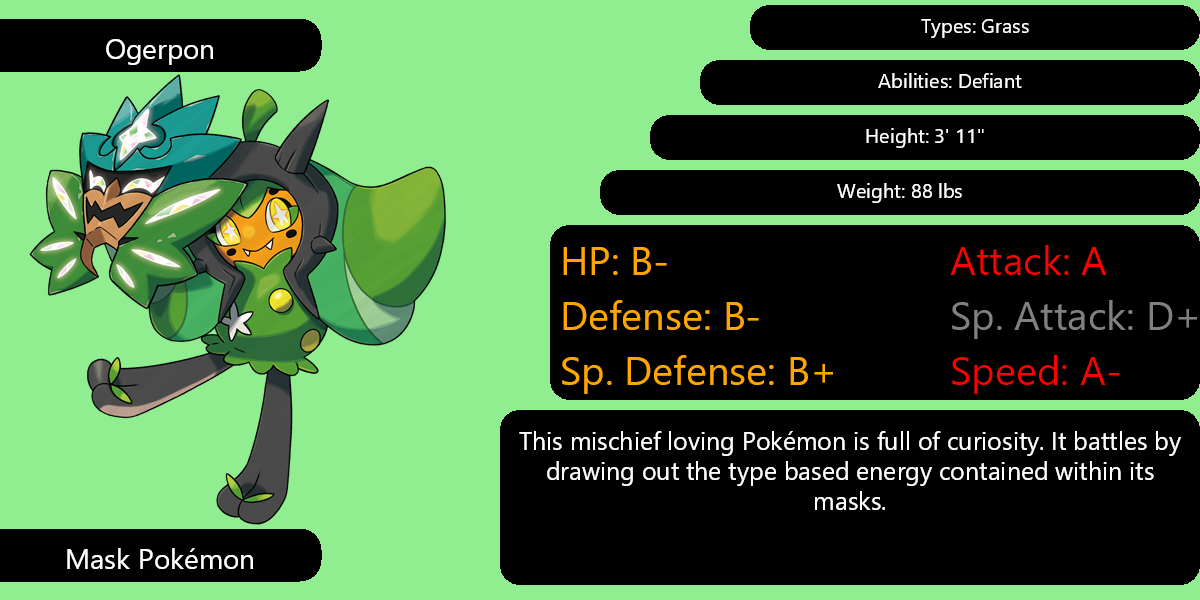 Ogerpon
Types: Grass
Abilities: Defiant
Height: 3' 11"
Weight: 88 lbs
HP: B-
Attack: A
Defense: B-
Sp. Attack: D+
Sp. Defense: B+
Speed: A-
This mischief loving Pokémon is full of curiosity. It battles by
drawing out the type based energy contained within its
masks.
Mask Pokémon